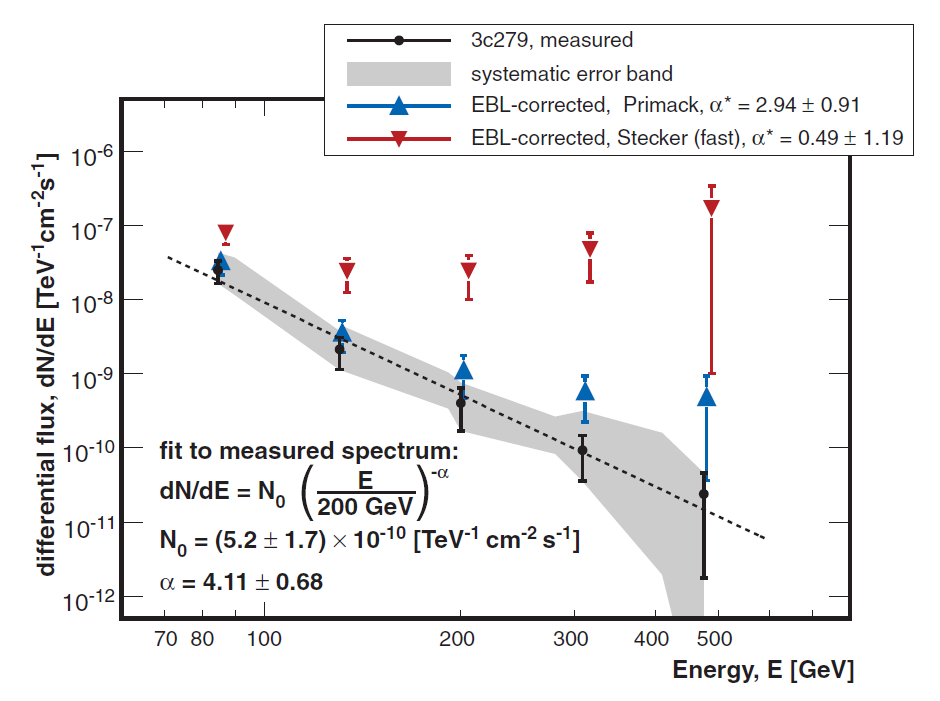 3c279, measured
systematic error band
EBL-corrected, Primack, α* = 2.94 ± 0.91
EBL-corrected, Stecker (fast), α* = 0.49 ± 1.19
differential flux, dN/dE [TeV⁻¹cm⁻²s⁻¹]
10⁻⁶
10⁻⁷
10⁻⁸
10⁻⁹
10⁻¹⁰
10⁻¹¹
10⁻¹²
fit to measured spectrum:
dN/dE = N₀ (E / 200 GeV)^-α
N₀ = (5.2 ± 1.7) × 10⁻¹⁰ [TeV⁻¹ cm⁻² s⁻¹]
α = 4.11 ± 0.68
70 80 100 200 300 400 500
Energy, E [GeV]